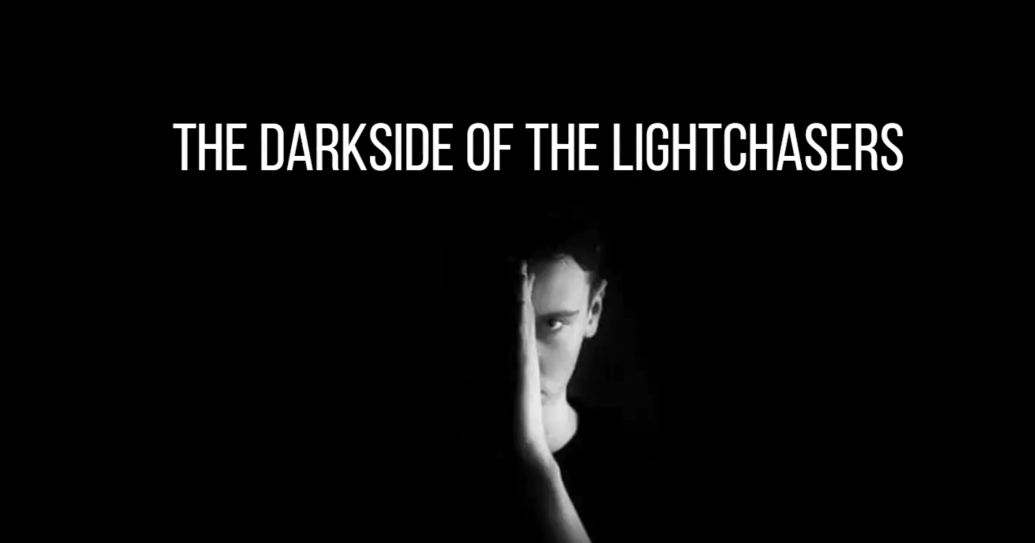 THE DARKSIDE OF THE LIGHTCHASERS